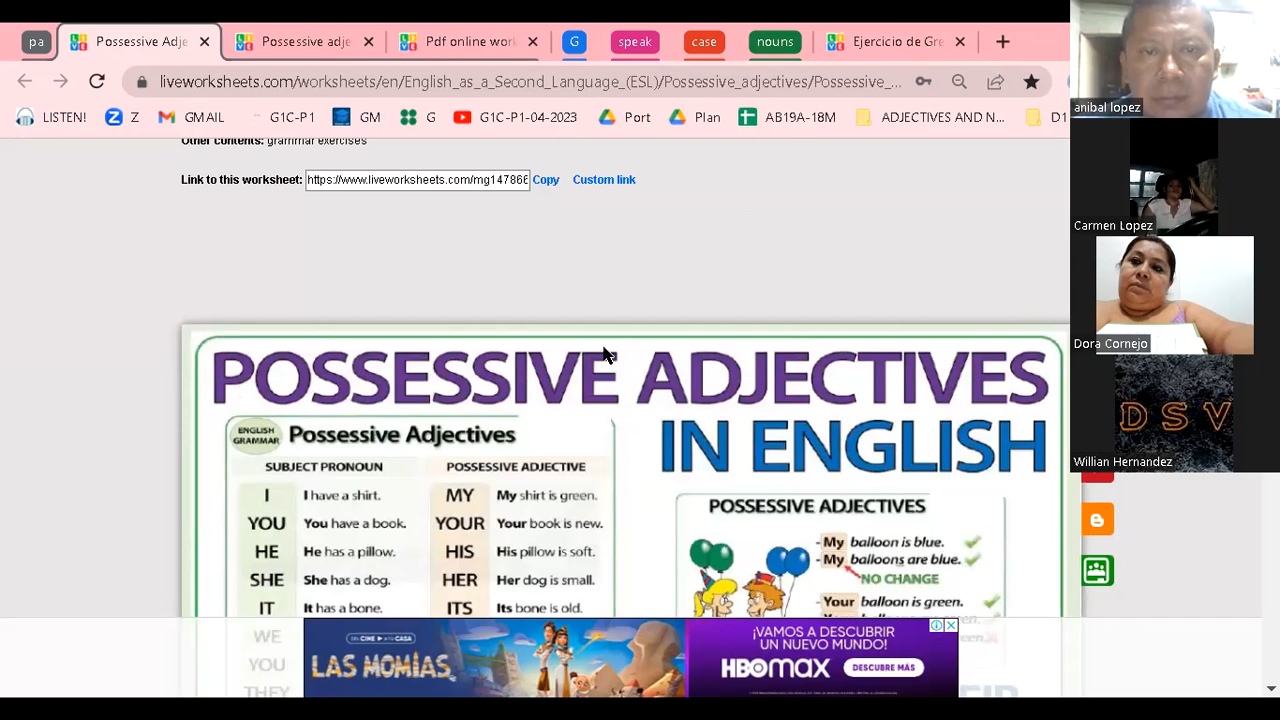 pa
Possessive Adje
Possessive adje
Pdf online wor
G
speak
case
nouns
Ejercicio de Gre
liveworksheets.com/worksheets/en/English_as_a_Second_Language_(ESL)/Possessive_adjectives/Possessive_...
LISTEN!
Z
GMAIL
G1C-P1
GM
IG
G1C-P1-04-2023
Port
Plan
AB19A-18M
ADJECTIVES AND N...
D1
Other contents: grammar exercises
Link to this worksheet:
https://www.liveworksheets.com/mg147866
Copy
Custom link
POSSESSIVE ADJECTIVES
IN ENGLISH
ENGLISH
GRAMMAR
Possessive Adjectives
SUBJECT PRONOUN
POSSESSIVE ADJECTIVE
I
I have a shirt.
MY
My shirt is green.
YOU
You have a book.
YOUR
Your book is new.
HE
He has a pillow.
HIS
His pillow is soft.
SHE
She has a dog.
HER
Her dog is small.
IT
It has a bone.
ITS
Its bone is old.
WE
YOU
THEY
POSSESSIVE ADJECTIVES
- My balloon is blue.
- My balloons are blue.
NO CHANGE
- Your balloon is green.
DEL CINE A TU CASA
LAS MOMIAS
¡VAMOS A DESCUBRIR
UN NUEVO MUNDO!
HBOMAX
DESCUBRE MÁS
anibal lopez
Carmen Lopez
Dora Cornejo
D S V
Willian Hernandez